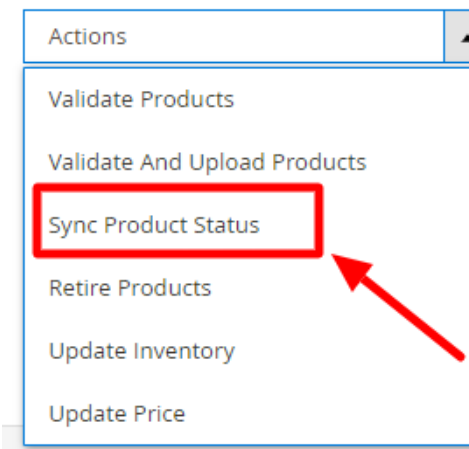 Actions
Validate Products
Validate And Upload Products
Sync Product Status
Retire Products
Update Inventory
Update Price